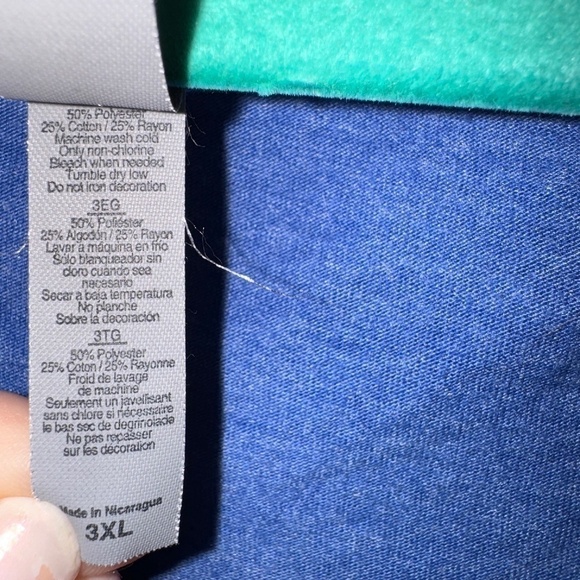 50% Polyester
25% Cotton / 25% Rayon
Machine wash cold
Only non-chlorine
Bleach when needed
Tumble dry low
Do not iron decoration
3EG
50% Poliéster
25% Algodón / 25% Rayon
Lavar a máquina en frio
Sólo blanqueador sin
cloro cuándo sea
necesario
Secar a baja temperatura
No planche
Sobre la decoración
3TG
50% Polyester
25% Coton / 25% Rayonne
Froid de lavage
de machine
Seulement un javellisant
sans chlore si nécessaire
le bas sec de degringolade
Ne pas repasser
sur les décoration
Made In Nicaragua
3XL